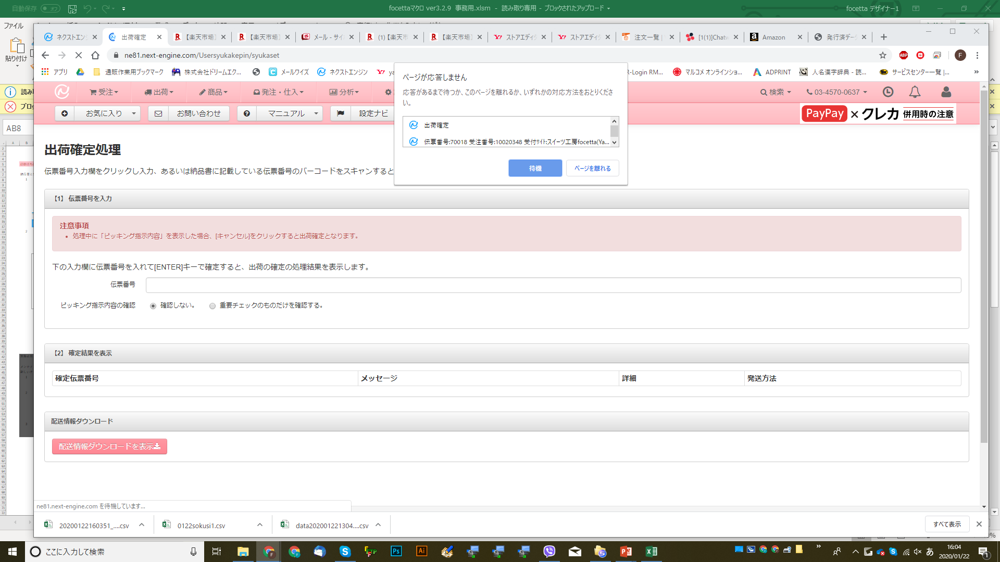 自動保存 オフ
focettaマクロ ver3.2.9 事務用.xlsm - 読み取り専用 - ブロックされたアップロード
focetta デザイナー1
ファイル
貼り付け
AB8
ネクストエン
出荷確定
【楽天市場】
【楽天市場】
メール - サイ
(1)【楽天市
【楽天市場】
ストアエディタ
ストアエディタ
注文一覧 |
[1(1)]Chatw
Amazon
発行済デー
ne81.next-engine.com/Usersyukakepin/syukaset
アプリ
通販作業用ブックマーク
株式会社ドリームエク...
メールワイズ
ネクストエンジン
R-Login RM...
マルコメ オンラインショ...
ADPRINT
人名漢字辞典 - 読...
サービスセンター一覧 |...
»
受注
出荷
商品
発注・仕入
分析
検索
03-4570-0637
お気に入り
お問い合わせ
マニュアル
設定ナビ
PayPay × クレカ 併用時の注意
ページが応答しません
応答があるまで待つか、このページを離れるか、いずれかの対応方法をおとりくださ
い。
出荷確定
伝票番号:70018 受注番号:10020348 受付サイト:スイーツ工房focetta(Ya...
待機
ページを離れる
出荷確定処理
伝票番号入力欄をクリックし入力、あるいは納品書に記載している伝票番号のバーコードをスキャンすると
【1】 伝票番号を入力
注意事項
• 処理中に「ピッキング指示内容」を表示した場合、[キャンセル]をクリックすると出荷確定となります。
下の入力欄に伝票番号を入れて[ENTER]キーで確定すると、出荷の確定の処理結果を表示します。
伝票番号
ピッキング指示内容の確認
確認しない。
重要チェックのものだけを確認する。
【2】 確定結果を表示
確定伝票番号
メッセージ
詳細
発送方法
配送情報ダウンロード
配送情報ダウンロードを表示
ne81.next-engine.com を待機しています...
20200122160351_....csv
0122sokusi1.csv
data202001221304....csv
すべて表示
ここに入力して検索
あ
16:04
2020/01/22